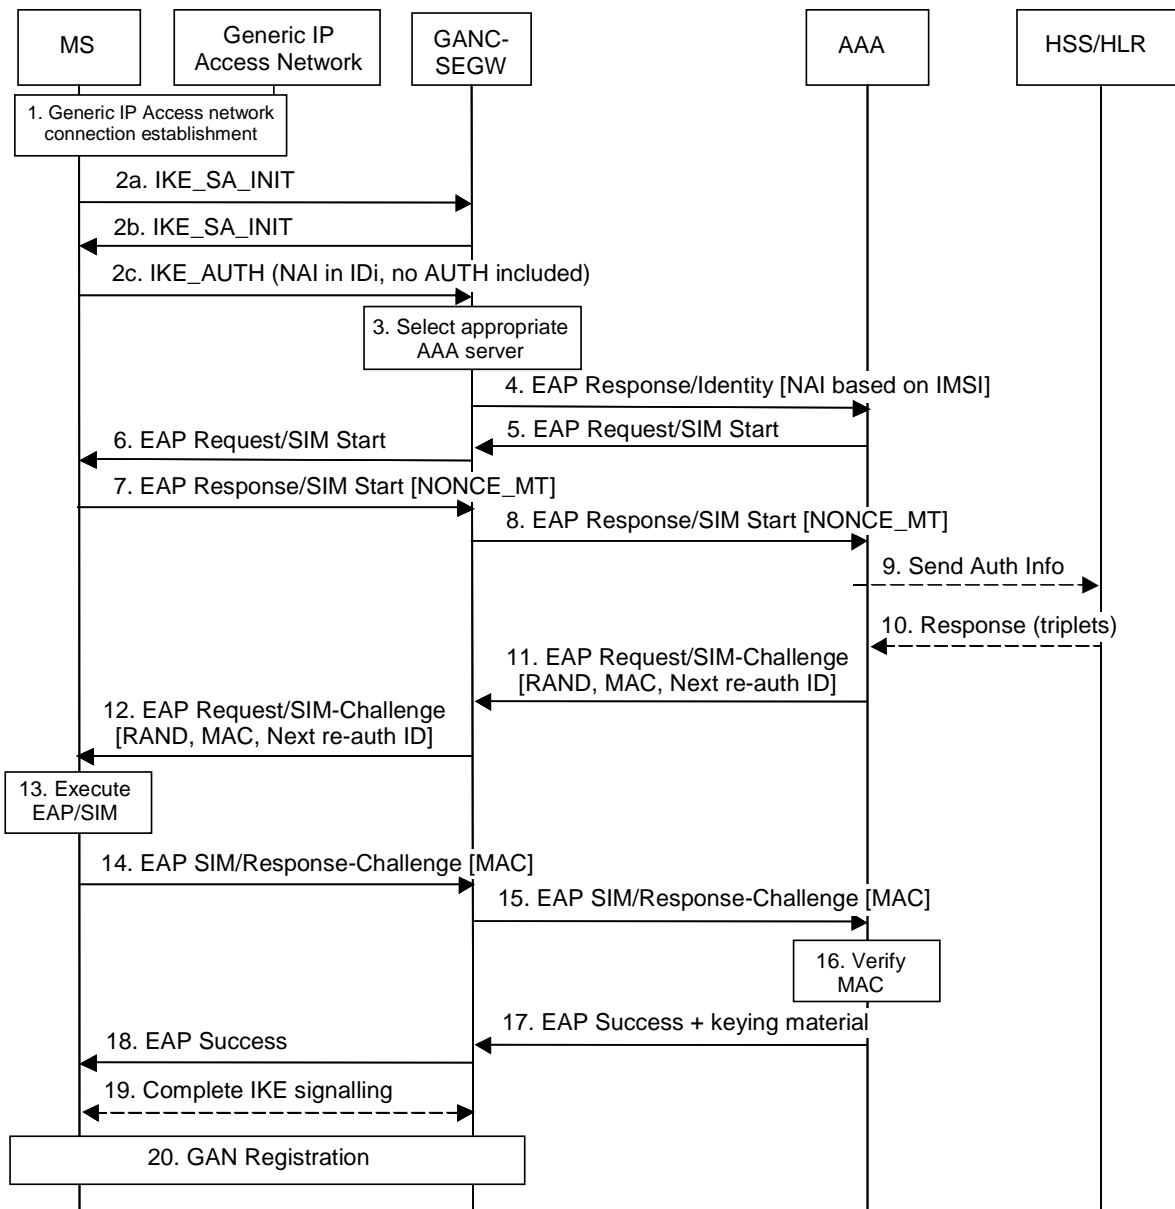 MS
Generic IP
Access Network
GANC-
SEGW
AAA
HSS/HLR
1. Generic IP Access network
connection establishment
2a. IKE_SA_INIT
2b. IKE_SA_INIT
2c. IKE_AUTH (NAI in IDi, no AUTH included)
3. Select appropriate
AAA server
4. EAP Response/Identity [NAI based on IMSI]
5. EAP Request/SIM Start
6. EAP Request/SIM Start
7. EAP Response/SIM Start [NONCE_MT]
8. EAP Response/SIM Start [NONCE_MT]
9. Send Auth Info
10. Response (triplets)
11. EAP Request/SIM-Challenge
[RAND, MAC, Next re-auth ID]
12. EAP Request/SIM-Challenge
[RAND, MAC, Next re-auth ID]
13. Execute
EAP/SIM
14. EAP SIM/Response-Challenge [MAC]
15. EAP SIM/Response-Challenge [MAC]
16. Verify
MAC
17. EAP Success + keying material
18. EAP Success
19. Complete IKE signalling
20. GAN Registration